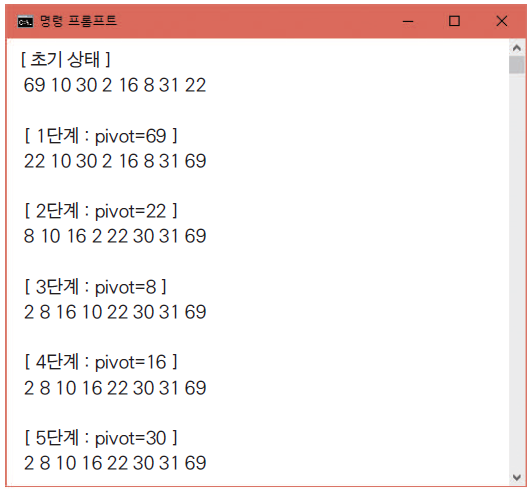 명령 프롬프트
[ 초기 상태 ]
69 10 30 2 16 8 31 22
[ 1단계 : pivot=69 ]
22 10 30 2 16 8 31 69
[ 2단계 : pivot=22 ]
8 10 16 2 22 30 31 69
[ 3단계 : pivot=8 ]
2 8 16 10 22 30 31 69
[ 4단계 : pivot=16 ]
2 8 10 16 22 30 31 69
[ 5단계 : pivot=30 ]
2 8 10 16 22 30 31 69